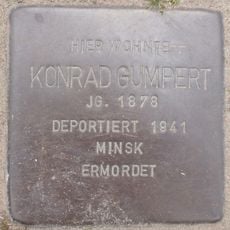 HIER WOHNTE
KONRAD GUMPERT
JG. 1878
DEPORTIERT 1941
MINSK
ERMORDET